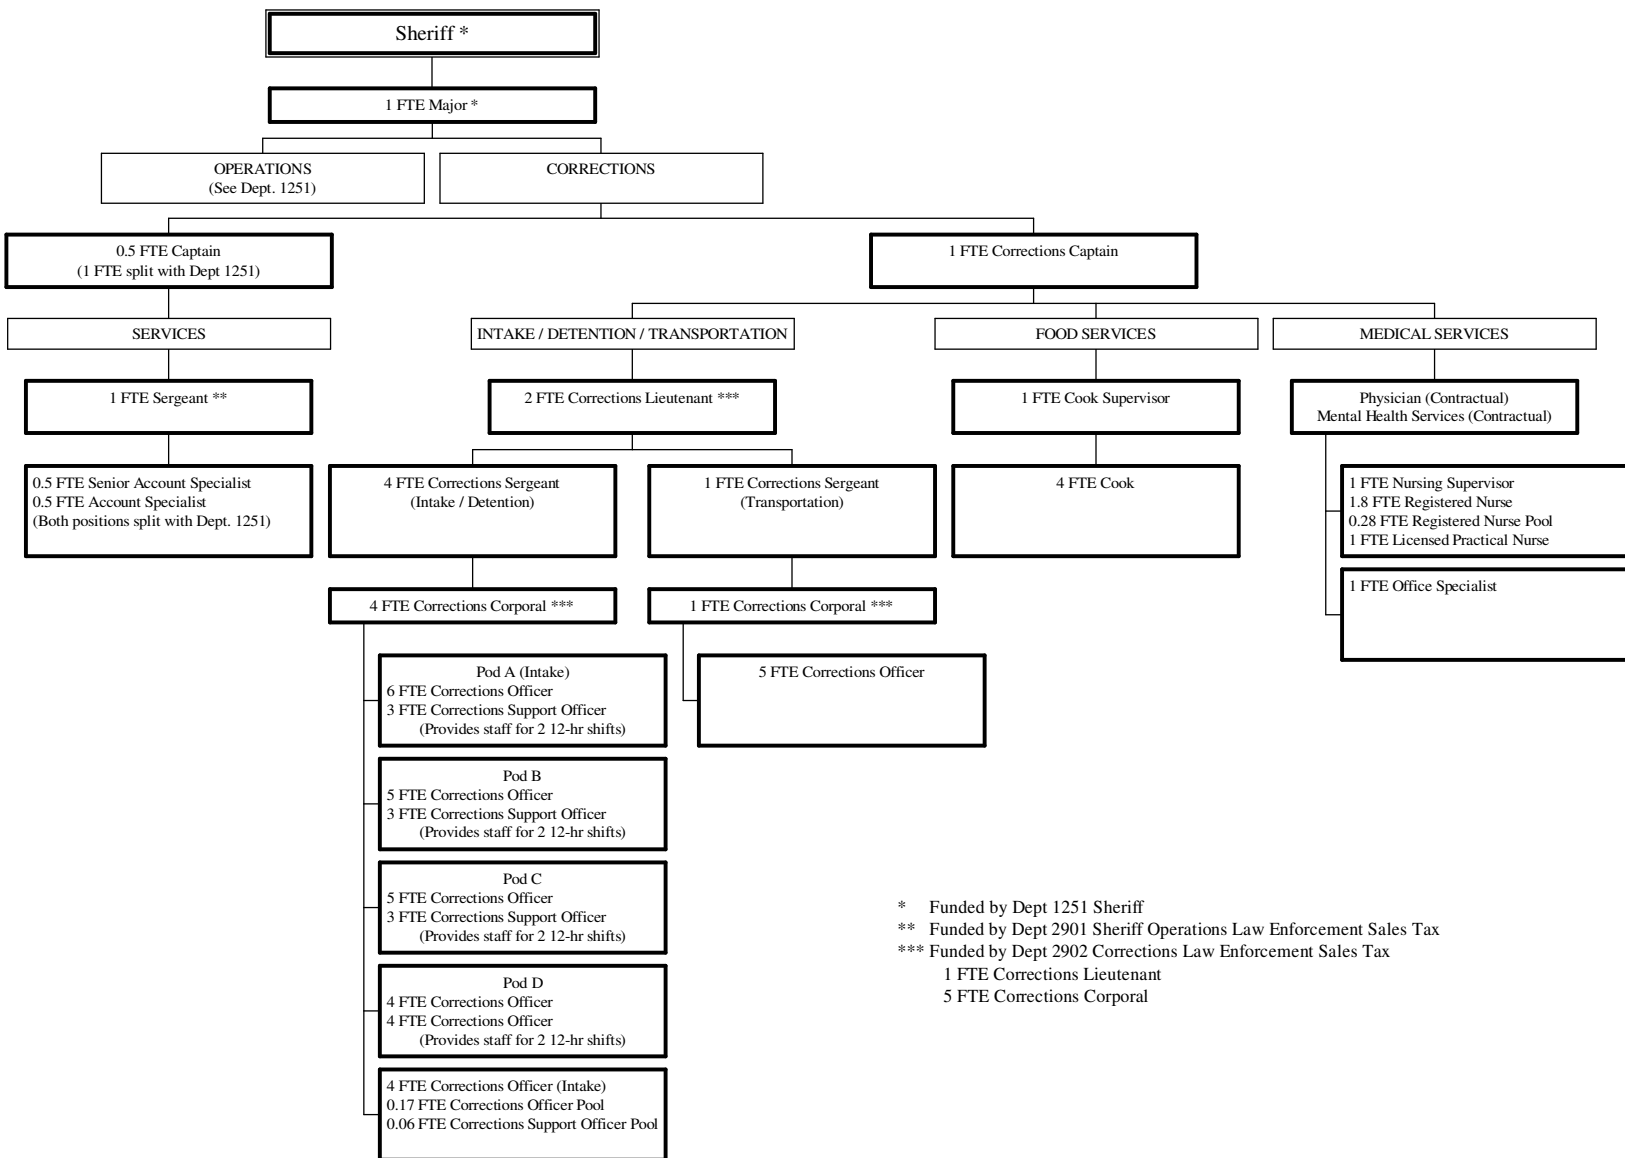 Sheriff *
1 FTE Major *
OPERATIONS
(See Dept. 1251)
CORRECTIONS
0.5 FTE Captain
(1 FTE split with Dept 1251)
1 FTE Corrections Captain
SERVICES
INTAKE / DETENTION / TRANSPORTATION
FOOD SERVICES
MEDICAL SERVICES
1 FTE Sergeant **
2 FTE Corrections Lieutenant ***
1 FTE Cook Supervisor
Physician (Contractual)
Mental Health Services (Contractual)
0.5 FTE Senior Account Specialist
0.5 FTE Account Specialist
(Both positions split with Dept. 1251)
4 FTE Corrections Sergeant
(Intake / Detention)
1 FTE Corrections Sergeant
(Transportation)
4 FTE Cook
1 FTE Nursing Supervisor
1.8 FTE Registered Nurse
0.28 FTE Registered Nurse Pool
1 FTE Licensed Practical Nurse
1 FTE Office Specialist
4 FTE Corrections Corporal ***
1 FTE Corrections Corporal ***
Pod A (Intake)
6 FTE Corrections Officer
3 FTE Corrections Support Officer
(Provides staff for 2 12-hr shifts)
5 FTE Corrections Officer
Pod B
5 FTE Corrections Officer
3 FTE Corrections Support Officer
(Provides staff for 2 12-hr shifts)
Pod C
5 FTE Corrections Officer
3 FTE Corrections Support Officer
(Provides staff for 2 12-hr shifts)
Pod D
4 FTE Corrections Officer
4 FTE Corrections Officer
(Provides staff for 2 12-hr shifts)
4 FTE Corrections Officer (Intake)
0.17 FTE Corrections Officer Pool
0.06 FTE Corrections Support Officer Pool
* Funded by Dept 1251 Sheriff
** Funded by Dept 2901 Sheriff Operations Law Enforcement Sales Tax
*** Funded by Dept 2902 Corrections Law Enforcement Sales Tax
1 FTE Corrections Lieutenant
5 FTE Corrections Corporal